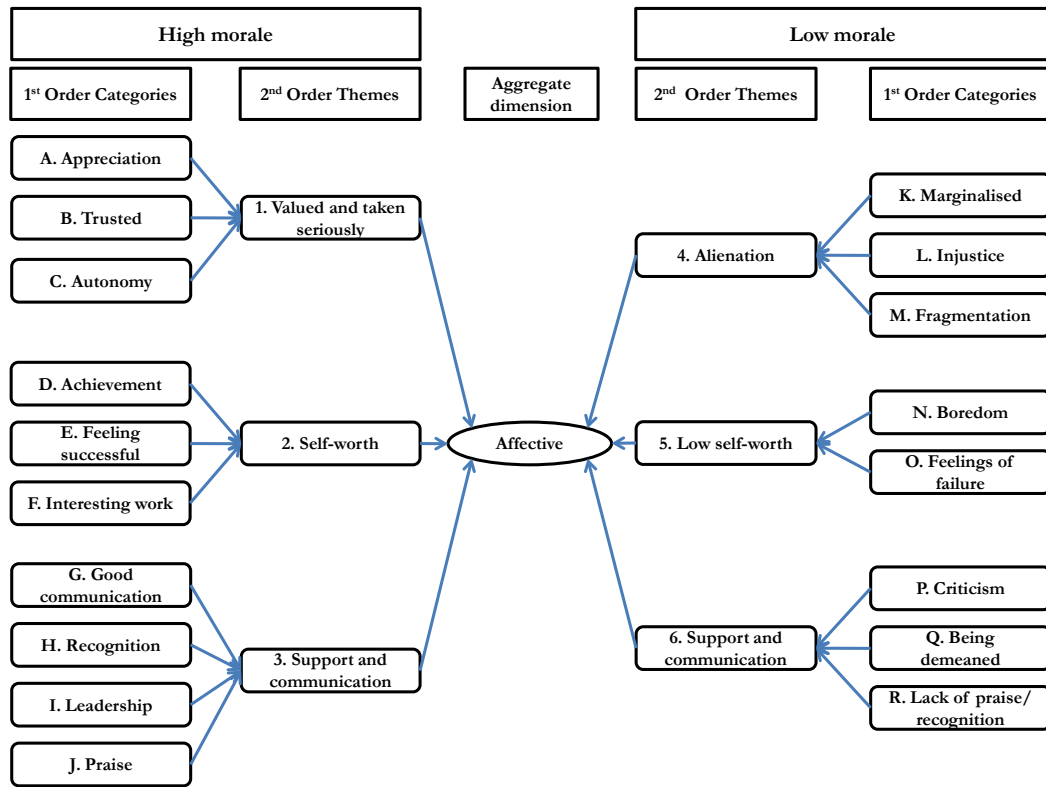 High morale
Low morale
1st Order Categories
2nd Order Themes
Aggregate
dimension
2nd Order Themes
1st Order Categories
A. Appreciation
B. Trusted
C. Autonomy
1. Valued and taken
seriously
D. Achievement
E. Feeling
successful
F. Interesting work
2. Self-worth
G. Good
communication
H. Recognition
I. Leadership
J. Praise
3. Support and
communication
Affective
4. Alienation
K. Marginalised
L. Injustice
M. Fragmentation
5. Low self-worth
N. Boredom
O. Feelings of
failure
6. Support and
communication
P. Criticism
Q. Being
demeaned
R. Lack of praise/
recognition